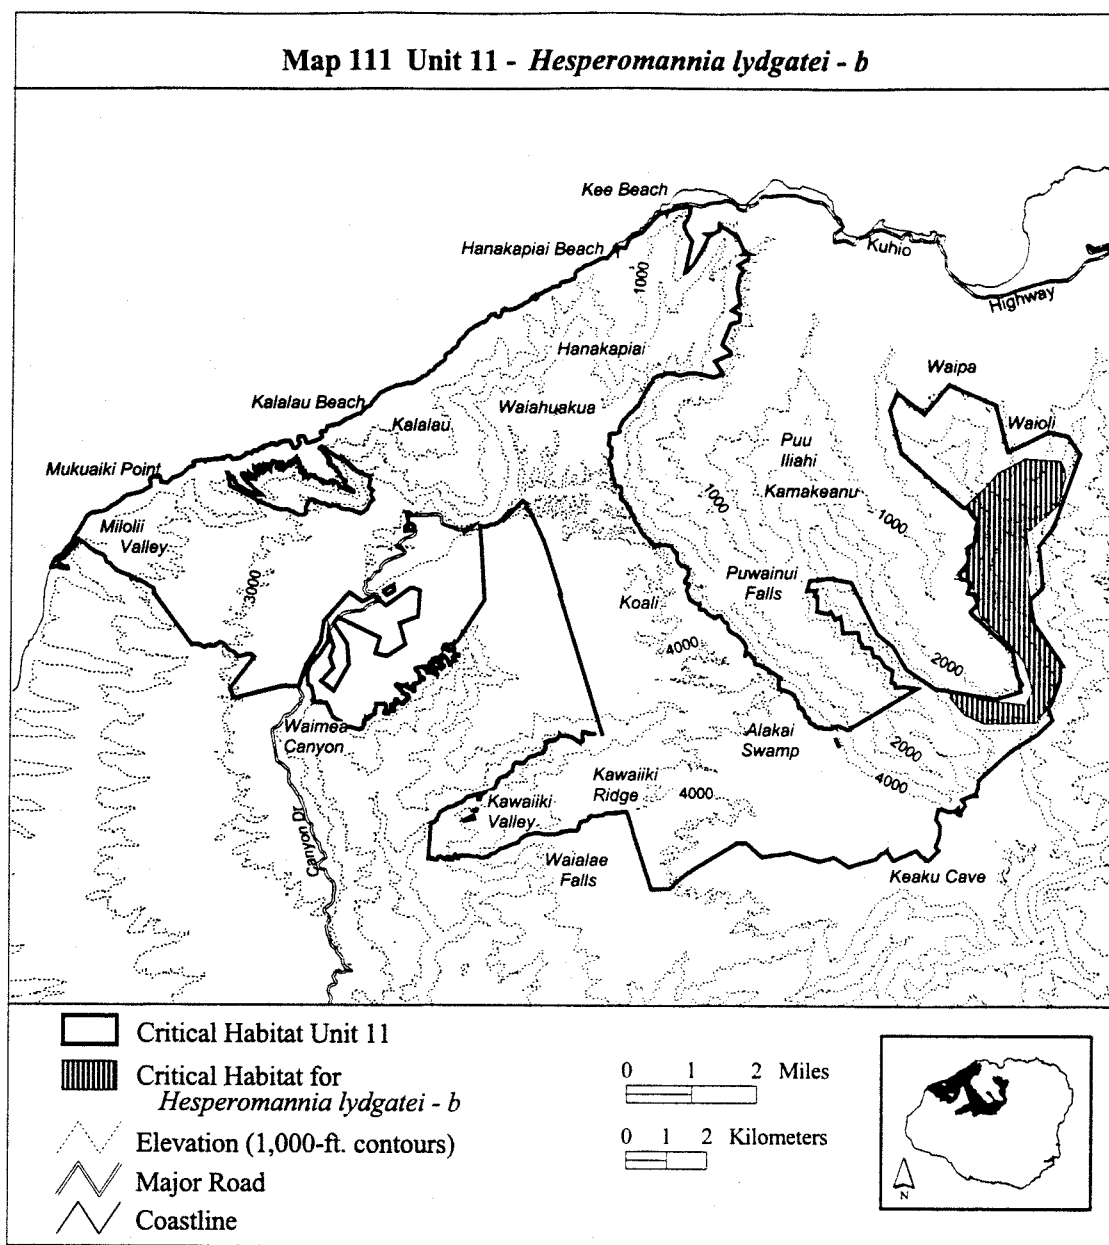 Map 111 Unit 11 - Hesperomannia lydgatei - b
Kee Beach
Hanakapiai Beach
Kuhio
Highway
1000
Hanakapiai
Waipa
Kalalau Beach
Waiahuakua
Kalalau
Waioli
Puu
Iliahi
Mukuaiki Point
Kamakeanu
1000
1000
Milolii
Valley
3000
Puwainui
Falls
Koali
4000
2000
Waimea
Canyon
Alakai
Swamp
2000
4000
Kawaiiki
Ridge
4000
Kawaiiki
Valley
Canyon Dr
Waialae
Falls
Keaku Cave
Critical Habitat Unit 11
Critical Habitat for
Hesperomannia lydgatei - b
Elevation (1,000-ft. contours)
Major Road
Coastline
0 1 2 Miles
0 1 2 Kilometers
N